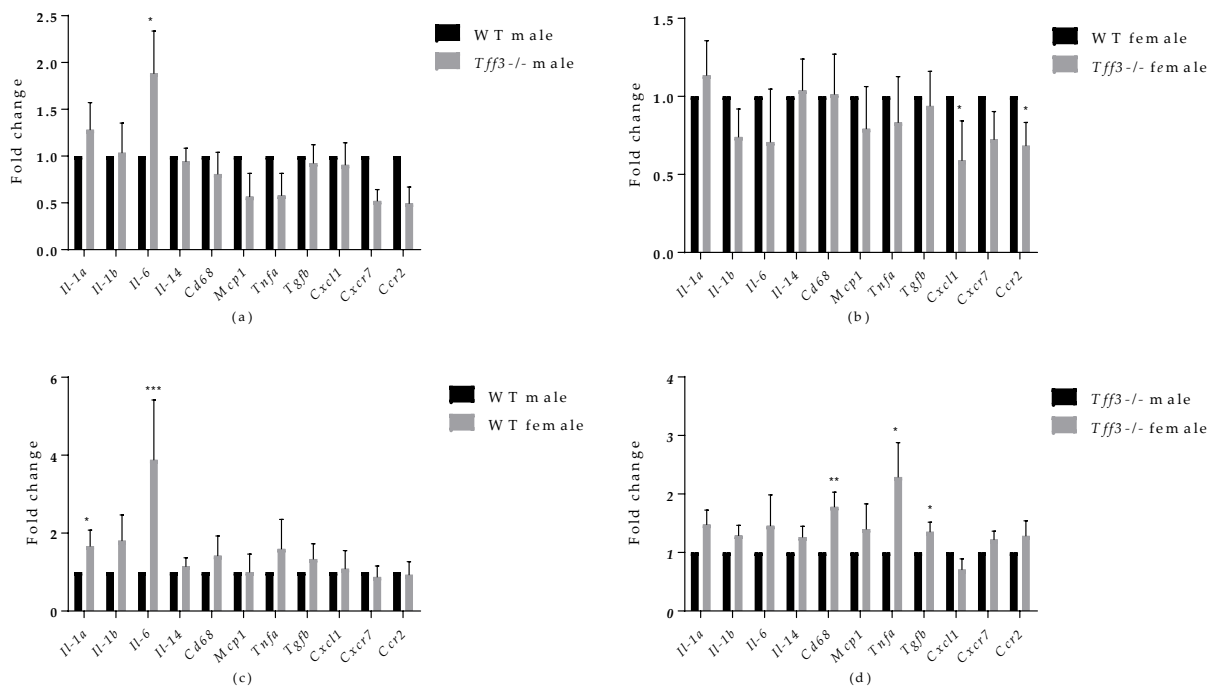 2.5
2.0
1.5
1.0
0.5
0.0
Fold change
*
WT male
Tff3-/- male
Il-1a
Il-1b
Il-6
Il-14
Cd68
Mcp1
Tnfa
Tgfb
Cxcl1
Cxcr7
Ccr2
(a)
1.5
1.0
0.5
0.0
Fold change
*
*
WT female
Tff3-/- female
Il-1a
Il-1b
Il-6
Il-14
Cd68
Mcp1
Tnfa
Tgfb
Cxcl1
Cxcr7
Ccr2
(b)
6
4
2
0
Fold change
*
***
WT male
WT female
Il-1a
Il-1b
Il-6
Il-14
Cd68
Mcp1
Tnfa
Tgfb
Cxcl1
Cxcr7
Ccr2
(c)
4
3
2
1
0
Fold change
**
*
*
Tff3-/- male
Tff3-/- female
Il-1a
Il-1b
Il-6
Il-14
Cd68
Mcp1
Tnfa
Tgfb
Cxcl1
Cxcr7
Ccr2
(d)